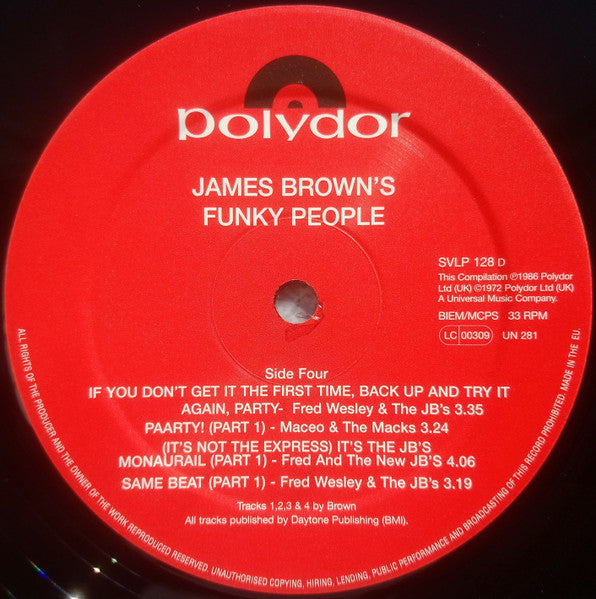 polydor
JAMES BROWN'S
FUNKY PEOPLE
SVLP 128 D
This Compilation ℗1986 Polydor
Ltd (UK) ©1972 Polydor Ltd (UK)
A Universal Music Company.
BIEM/MCPS 33 RPM
LC 00309 UN 281
Side Four
IF YOU DON'T GET IT THE FIRST TIME, BACK UP AND TRY IT
AGAIN, PARTY- Fred Wesley & The JB's 3.35
PAARTY! (PART 1) - Maceo & The Macks 3.24
(IT'S NOT THE EXPRESS) IT'S THE JB'S
MONAURAIL (PART 1) - Fred And The New JB'S 4.06
SAME BEAT (PART 1) - Fred Wesley & The JB's 3.19
Tracks 1,2,3 & 4 by Brown
All tracks published by Daytone Publishing (BMI).
ALL RIGHTS OF THE PRODUCER AND THE OWNER OF THE WORK REPRODUCED RESERVED. UNAUTHORISED COPYING, HIRING, LENDING, PUBLIC PERFORMANCE AND BROADCASTING OF THIS RECORD PROHIBITED. MADE IN THE EU.